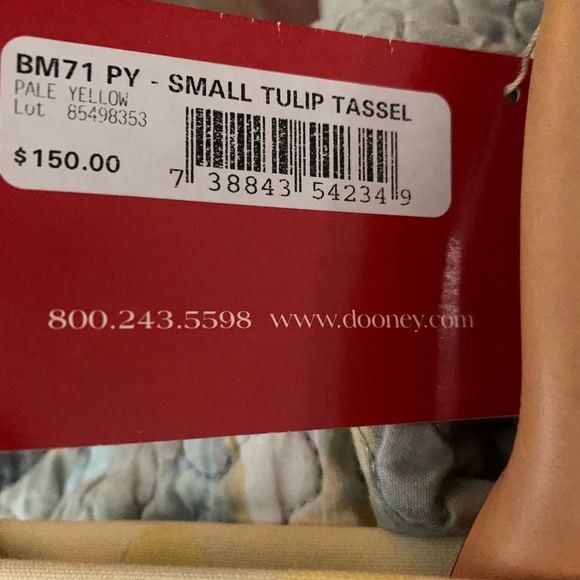 BM71 PY - SMALL TULIP TASSEL
PALE YELLOW
Lot 85498353
$150.00
7 38843 54234 9
800.243.5598 www.dooney.com